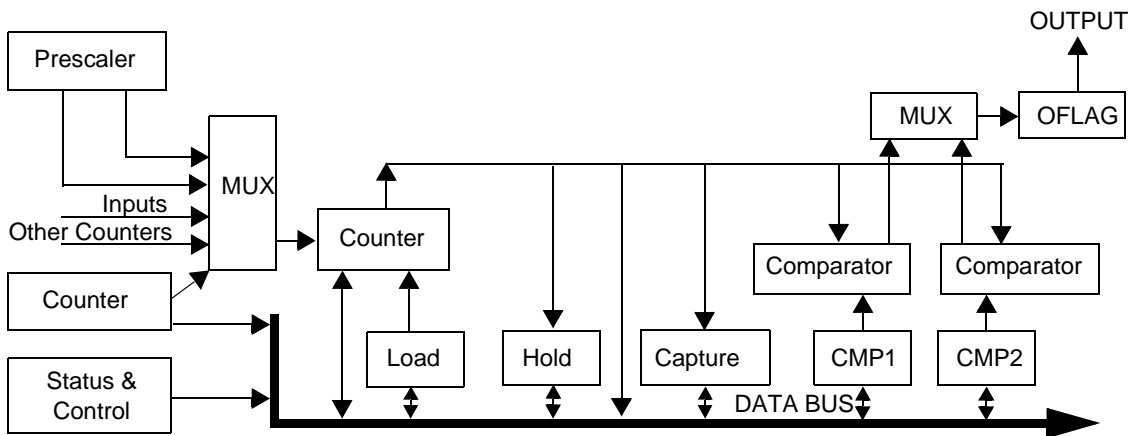 OUTPUT
Prescaler
MUX
OFLAG
MUX
Inputs
Other Counters
Counter
Comparator
Comparator
Counter
Load
Hold
Capture
CMP1
CMP2
Status &
Control
DATA BUS